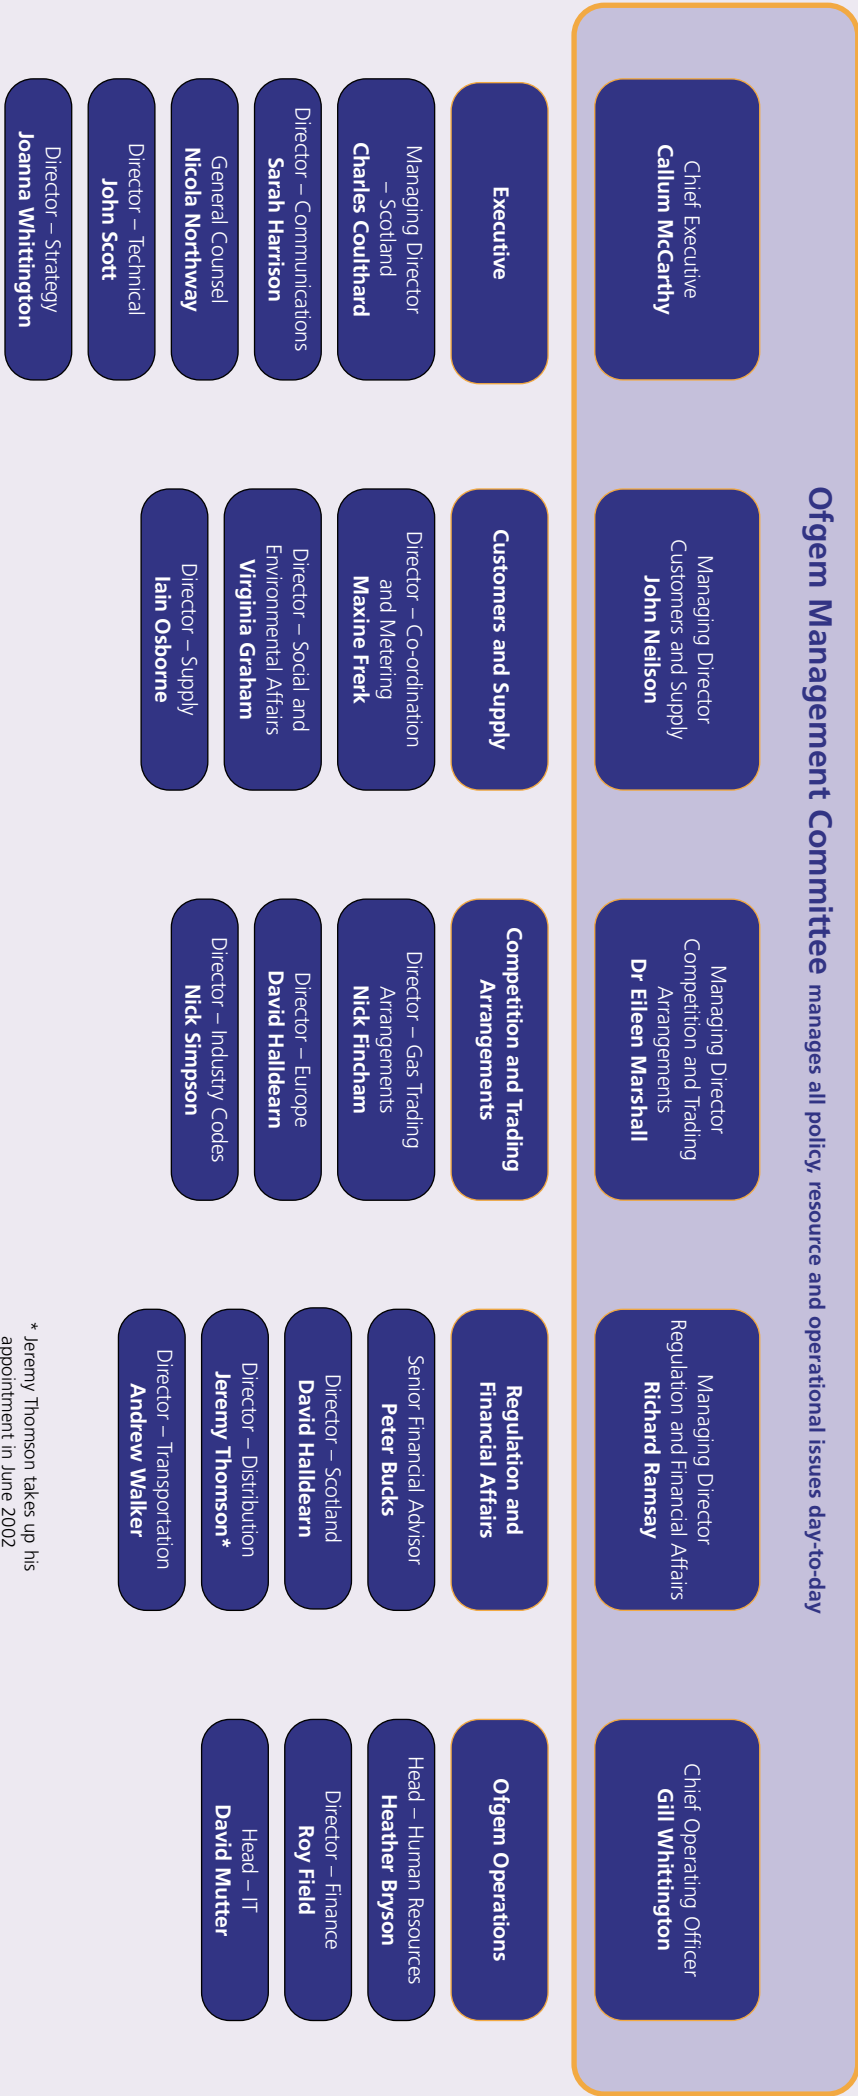 Ofgem Management Committee manages all policy, resource and operational issues day-to-day
Chief Executive
Callum McCarthy
Managing Director
Customers and Supply
John Neilson
Managing Director
Competition and Trading
Arrangements
Dr Eileen Marshall
Managing Director
Regulation and Financial Affairs
Richard Ramsay
Chief Operating Officer
Gill Whittington
Executive
Managing Director
– Scotland
Charles Coulthard
Director – Communications
Sarah Harrison
General Counsel
Nicola Northway
Director – Technical
John Scott
Director – Strategy
Joanna Whittington
Customers and Supply
Director – Co-ordination
and Metering
Maxine Frerk
Director – Social and
Environmental Affairs
Virginia Graham
Director – Supply
Iain Osborne
Competition and Trading
Arrangements
Director – Gas Trading
Arrangements
Nick Fincham
Director – Europe
David Halldearn
Director – Industry Codes
Nick Simpson
Regulation and
Financial Affairs
Senior Financial Advisor
Peter Bucks
Director – Scotland
David Halldearn
Director – Distribution
Jeremy Thomson*
Director – Transportation
Andrew Walker
Ofgem Operations
Head – Human Resources
Heather Bryson
Director – Finance
Roy Field
Head – IT
David Mutter
* Jeremy Thomson takes up his
appointment in June 2002